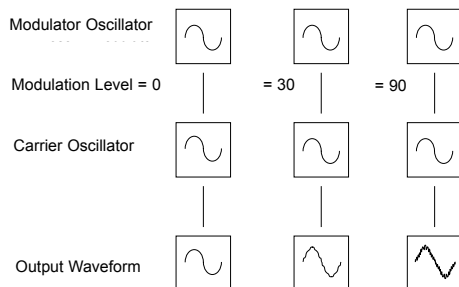 Modulator Oscillator
Modulation Level = 0 = 30 = 90
Carrier Oscillator
Output Waveform